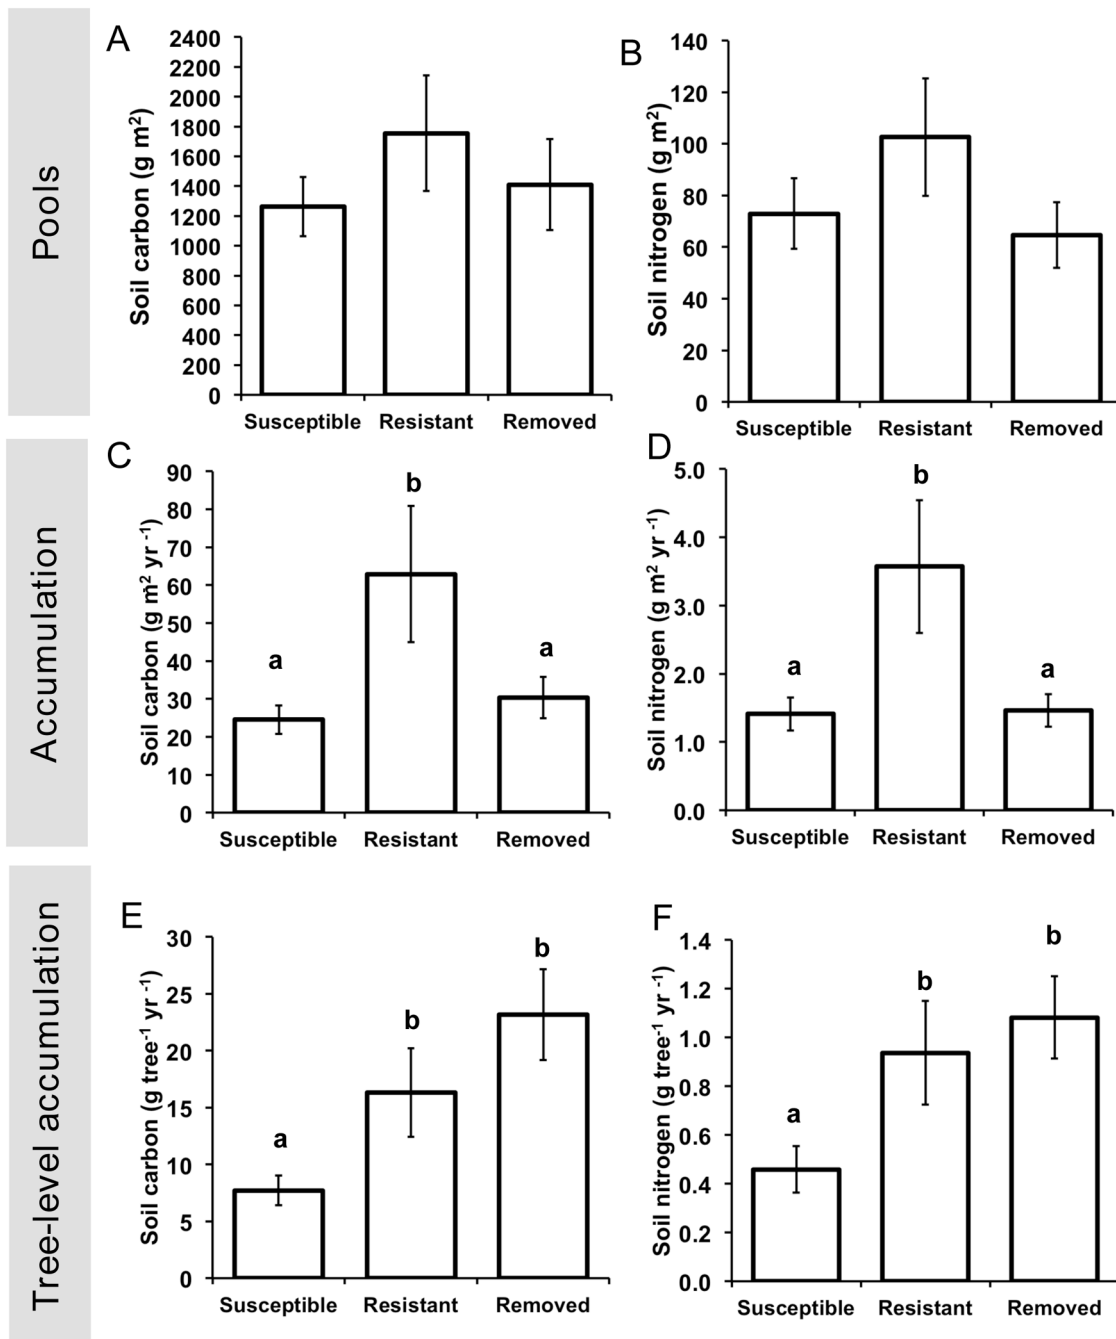 Pools
A
Soil carbon (g m²)
2400
2200
2000
1800
1600
1400
1200
1000
800
600
400
200
0
Susceptible Resistant Removed
B
Soil nitrogen (g m²)
140
120
100
80
60
40
20
0
Susceptible Resistant Removed
Accumulation
C
Soil carbon (g m² yr ⁻¹)
90
80
70
60
50
40
30
20
10
0
a b a
Susceptible Resistant Removed
D
Soil nitrogen (g m² yr ⁻¹)
5.0
4.0
3.0
2.0
1.0
0.0
a b a
Susceptible Resistant Removed
Tree-level accumulation
E
Soil carbon (g tree⁻¹ yr ⁻¹)
30
25
20
15
10
5
0
a b b
Susceptible Resistant Removed
F
Soil nitrogen (g tree⁻¹ yr ⁻¹)
1.4
1.2
1.0
0.8
0.6
0.4
0.2
0.0
a b b
Susceptible Resistant Removed